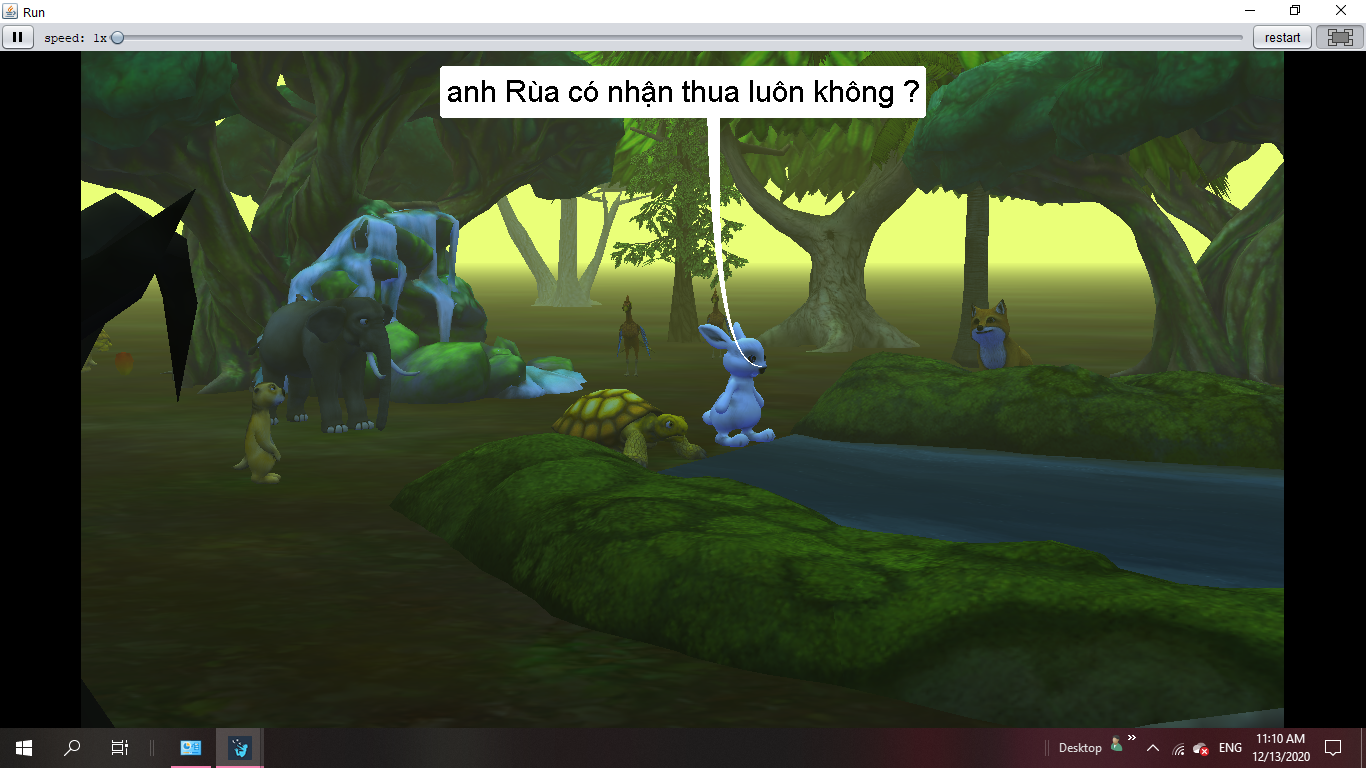 Run
speed: 1x
restart
anh Rùa có nhận thua luôn không ?
Desktop
ENG
11:10 AM
12/13/2020